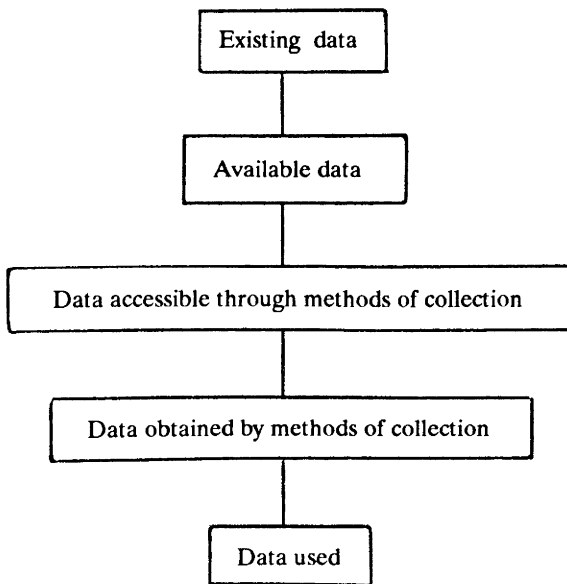 Existing data
Available data
Data accessible through methods of collection
Data obtained by methods of collection
Data used